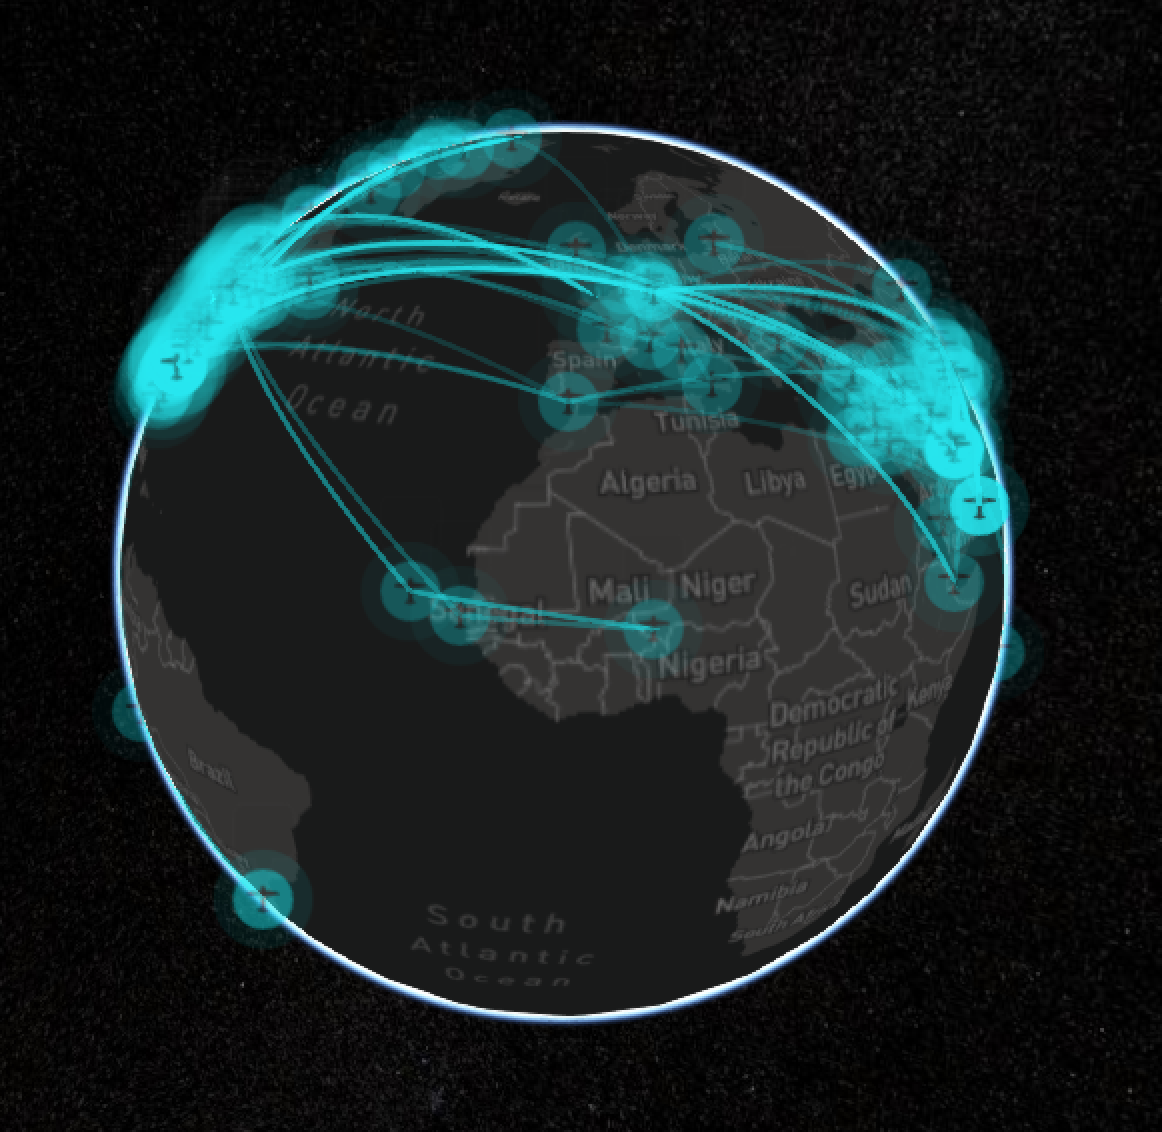 Norway
Denmark
North
Atlantic
Ocean
Spain
Italy
Tunisia
Algeria
Libya
Egypt
Mali
Niger
Sudan
Senegal
Nigeria
Democratic
Republic of
the Congo
Kenya
Brazil
Angola
Namibia
South Africa
South
Atlantic
Ocean